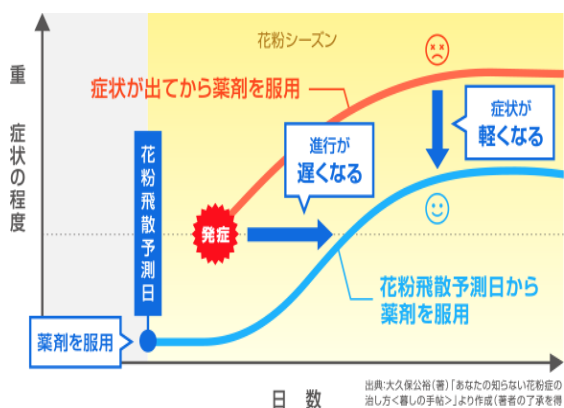 花粉シーズン
重
症状の程度
症状が出てから薬剤を服用
症状が
軽くなる
進行が
遅くなる
花粉飛散予測日
発症
花粉飛散予測日から
薬剤を服用
薬剤を服用
日 数
出典:大久保公裕(著)「あなたの知らない花粉症の
治し方<暮しの手帖>」より作成(著者の了承を得